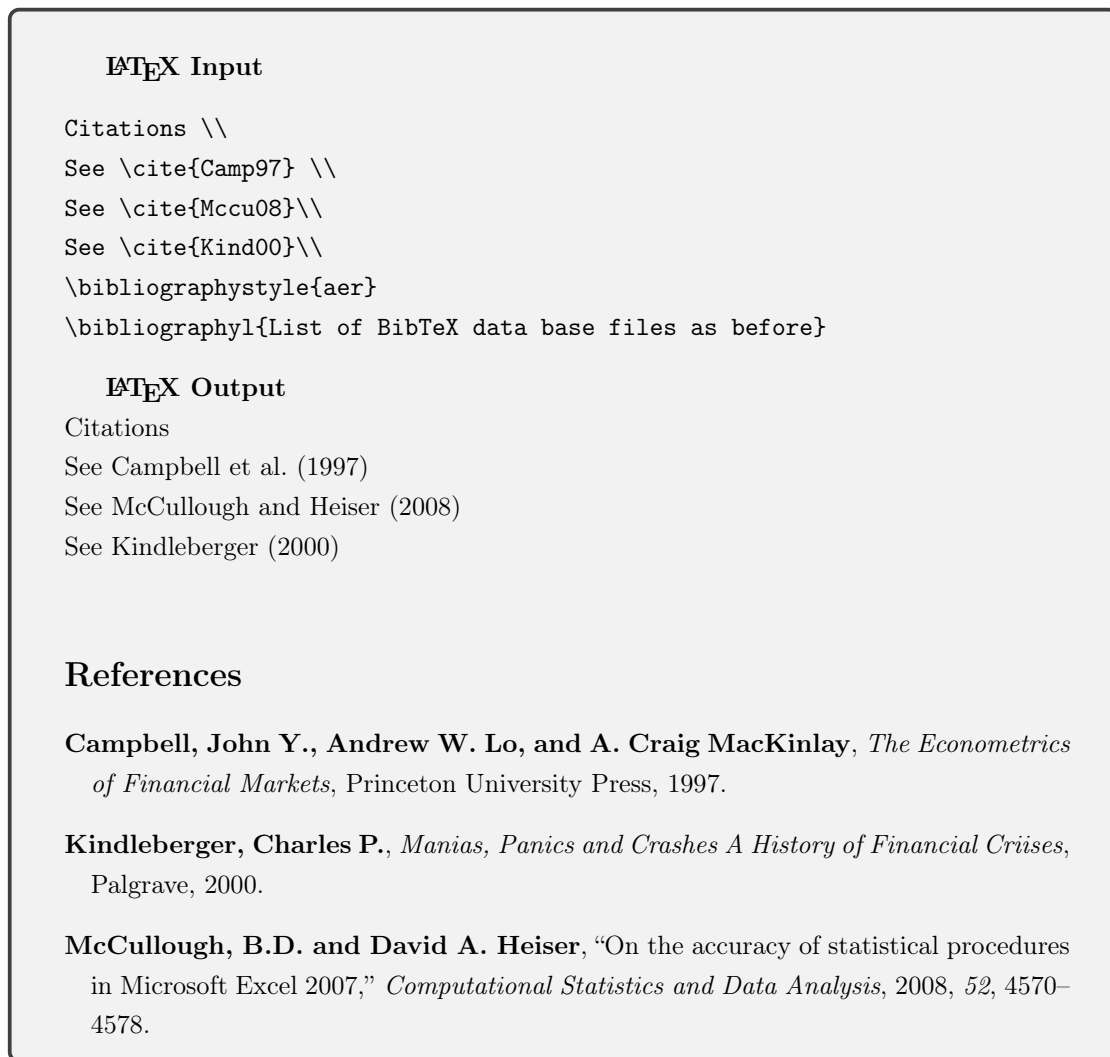 LATEX Input
Citations \\
See \cite{Camp97} \\
See \cite{Mccu08}\\
See \cite{Kind00}\\
\bibliographystyle{aer}
\bibliographyl{List of BibTeX data base files as before}
LATEX Output
Citations
See Campbell et al. (1997)
See McCullough and Heiser (2008)
See Kindleberger (2000)
References
Campbell, John Y., Andrew W. Lo, and A. Craig MacKinlay, The Econometrics
of Financial Markets, Princeton University Press, 1997.
Kindleberger, Charles P., Manias, Panics and Crashes A History of Financial Criises,
Palgrave, 2000.
McCullough, B.D. and David A. Heiser, “On the accuracy of statistical procedures
in Microsoft Excel 2007,” Computational Statistics and Data Analysis, 2008, 52, 4570–
4578.